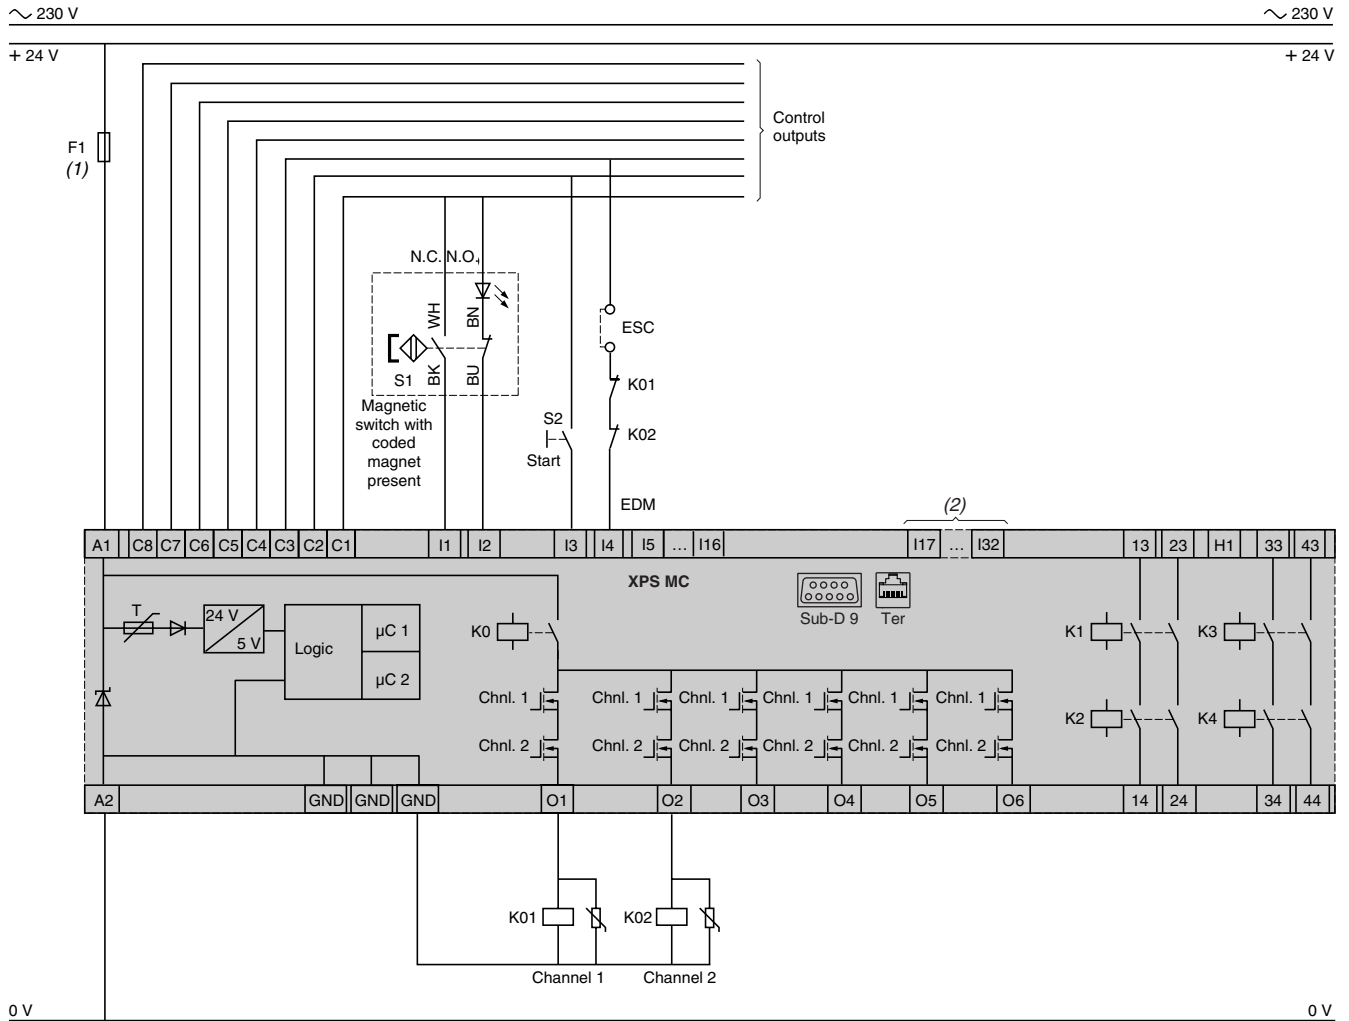 230 V
230 V
+ 24 V
+ 24 V
Control
outputs
F1
(1)
N.C. N.O.
WH
BN
ESC
S1
BK
BU
K01
Magnetic
switch with
coded
magnet
present
S2
K02
Start
EDM
(2)
A1 C8 C7 C6 C5 C4 C3 C2 C1 I1 I2 I3 I4 I5 ... I16 I17 ... I32 13 23 H1 33 43
XPS MC
T
24 V
5 V
Logic
µC 1
µC 2
K0
Sub-D 9
Ter
K1
K3
Chnl. 1 Chnl. 1 Chnl. 1 Chnl. 1 Chnl. 1 Chnl. 1
K2
K4
Chnl. 2 Chnl. 2 Chnl. 2 Chnl. 2 Chnl. 2 Chnl. 2
A2 GND GND GND O1 O2 O3 O4 O5 O6 14 24 34 44
K01
K02
Channel 1
Channel 2
0 V
0 V